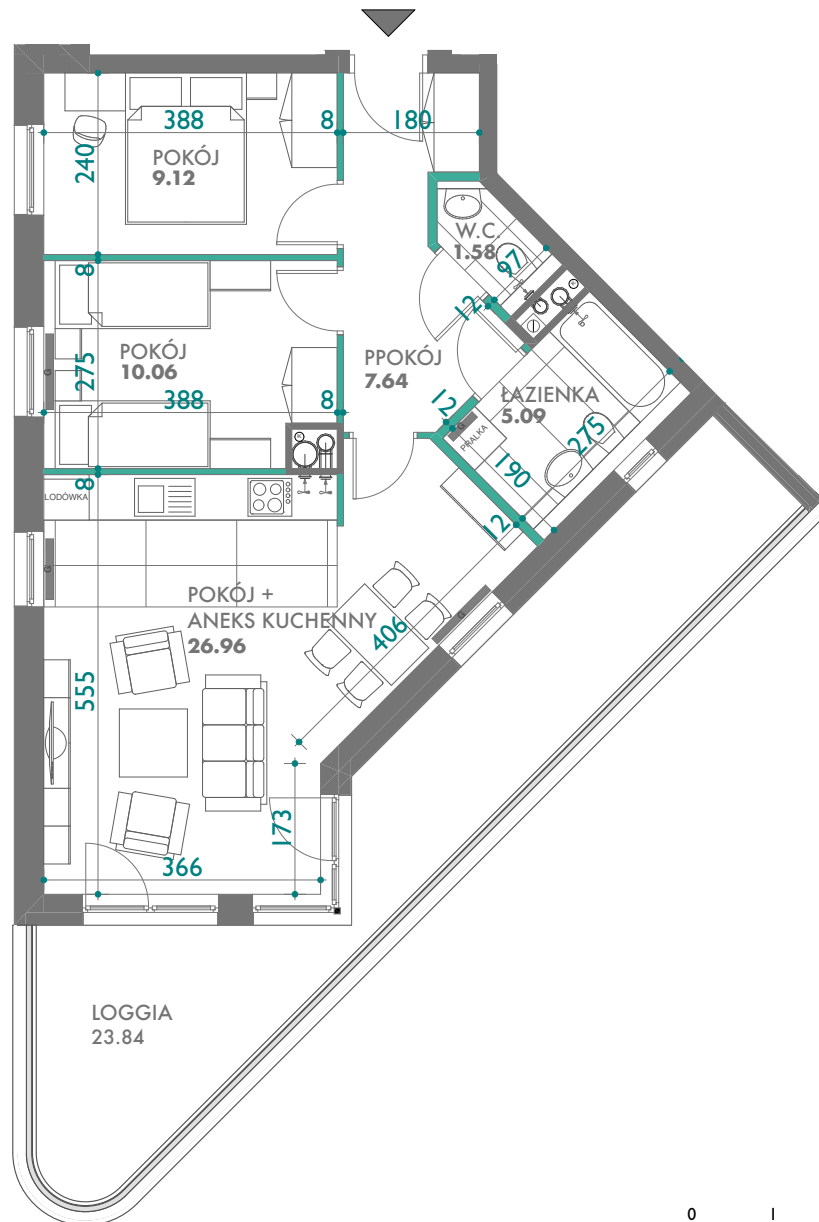 388
8
180
240
POKÓJ
9.12
W.C.
1.58
97
8
12
POKÓJ
10.06
275
388
8
PPOKÓJ
7.64
ŁAZIENKA
5.09
12
G
G
PRALKA
275
190
8
LODÓWKA
12
G
POKÓJ +
ANEKS KUCHENNY
26.96
G
406
555
173
366
LOGGIA
23.84
0 1